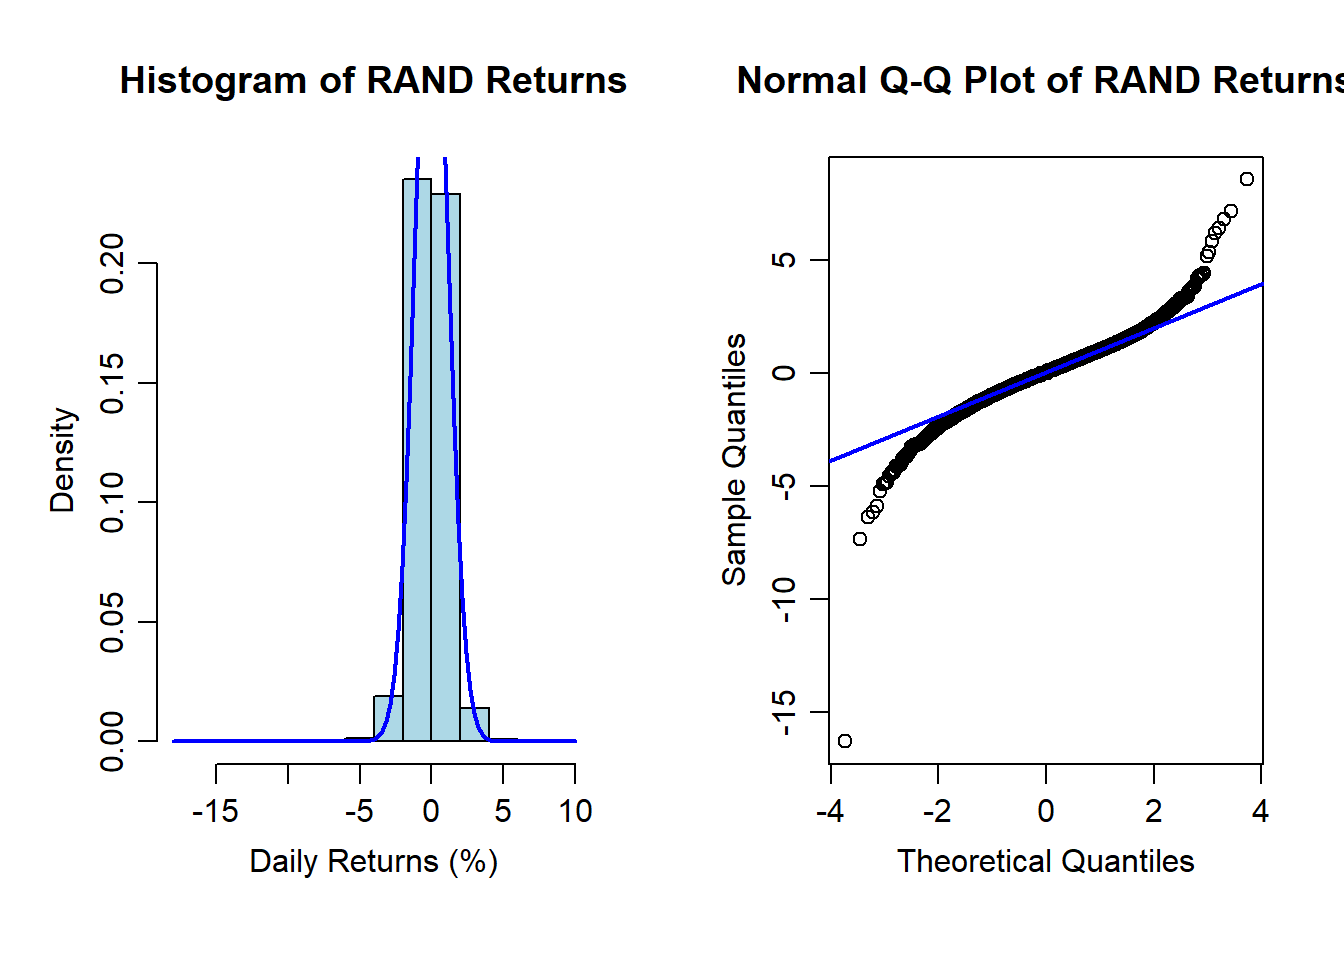 Histogram of RAND Returns
Density
0.00 0.05 0.10 0.15 0.20
-15 -5 0 5 10
Daily Returns (%)
Normal Q-Q Plot of RAND Returns
Sample Quantiles
-15 -10 -5 0 5
-4 -2 0 2 4
Theoretical Quantiles